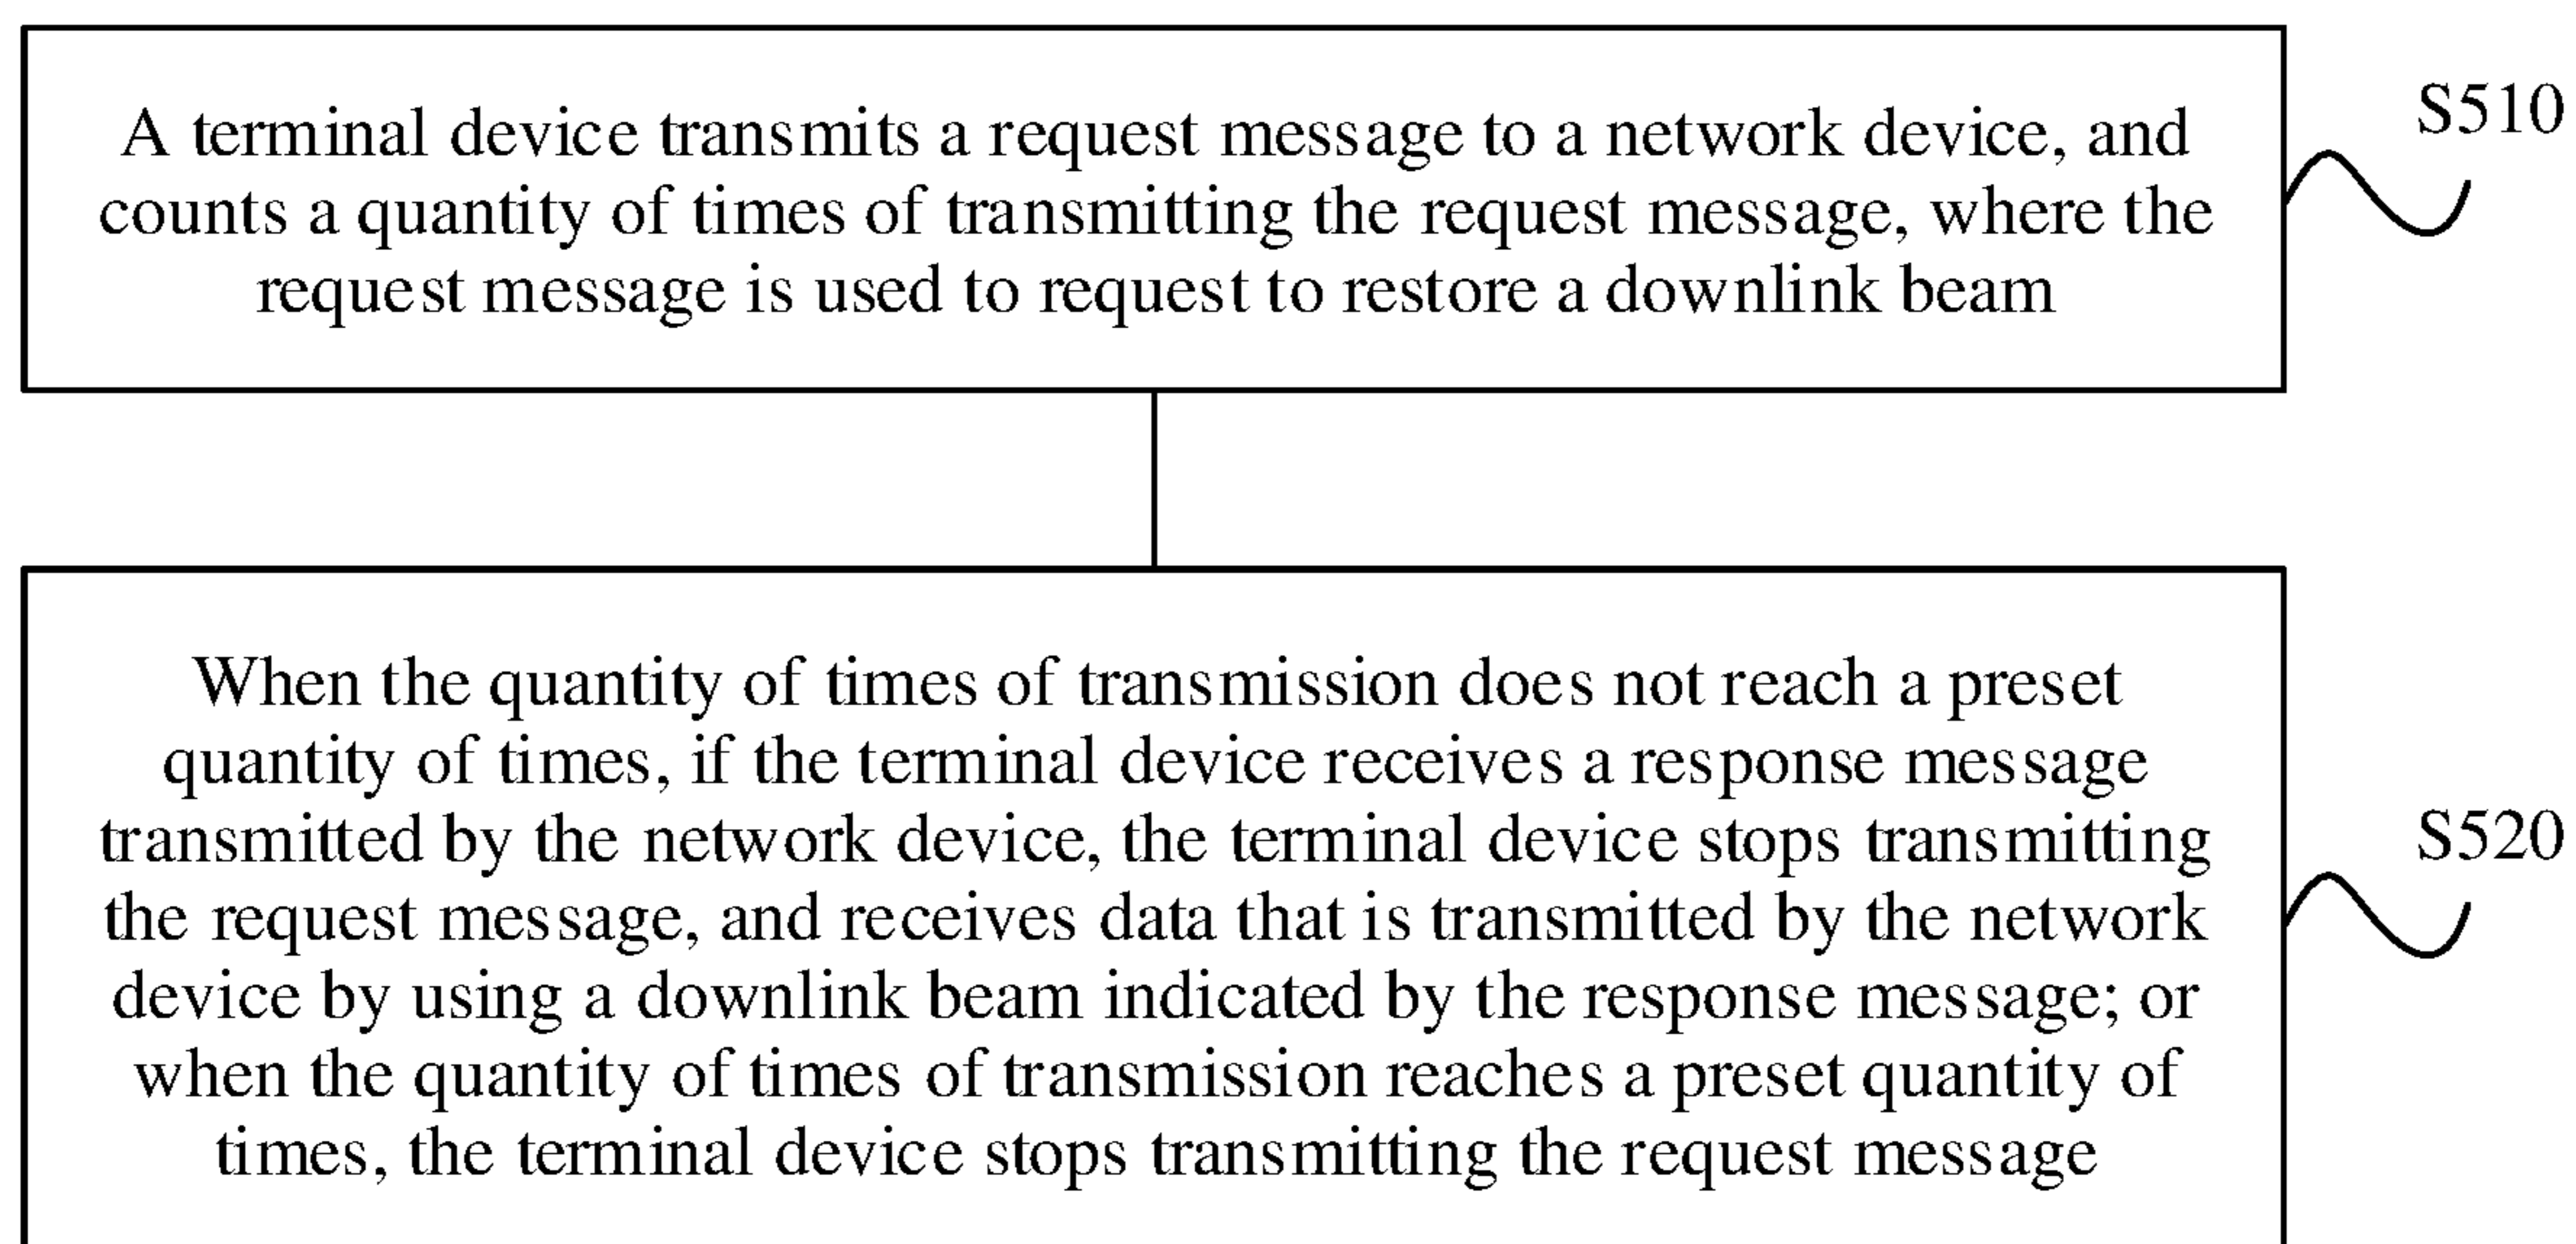 A terminal device transmits a request message to a network device, and
counts a quantity of times of transmitting the request message, where the
request message is used to request to restore a downlink beam
S510
When the quantity of times of transmission does not reach a preset
quantity of times, if the terminal device receives a response message
transmitted by the network device, the terminal device stops transmitting
the request message, and receives data that is transmitted by the network
device by using a downlink beam indicated by the response message; or
when the quantity of times of transmission reaches a preset quantity of
times, the terminal device stops transmitting the request message
S520